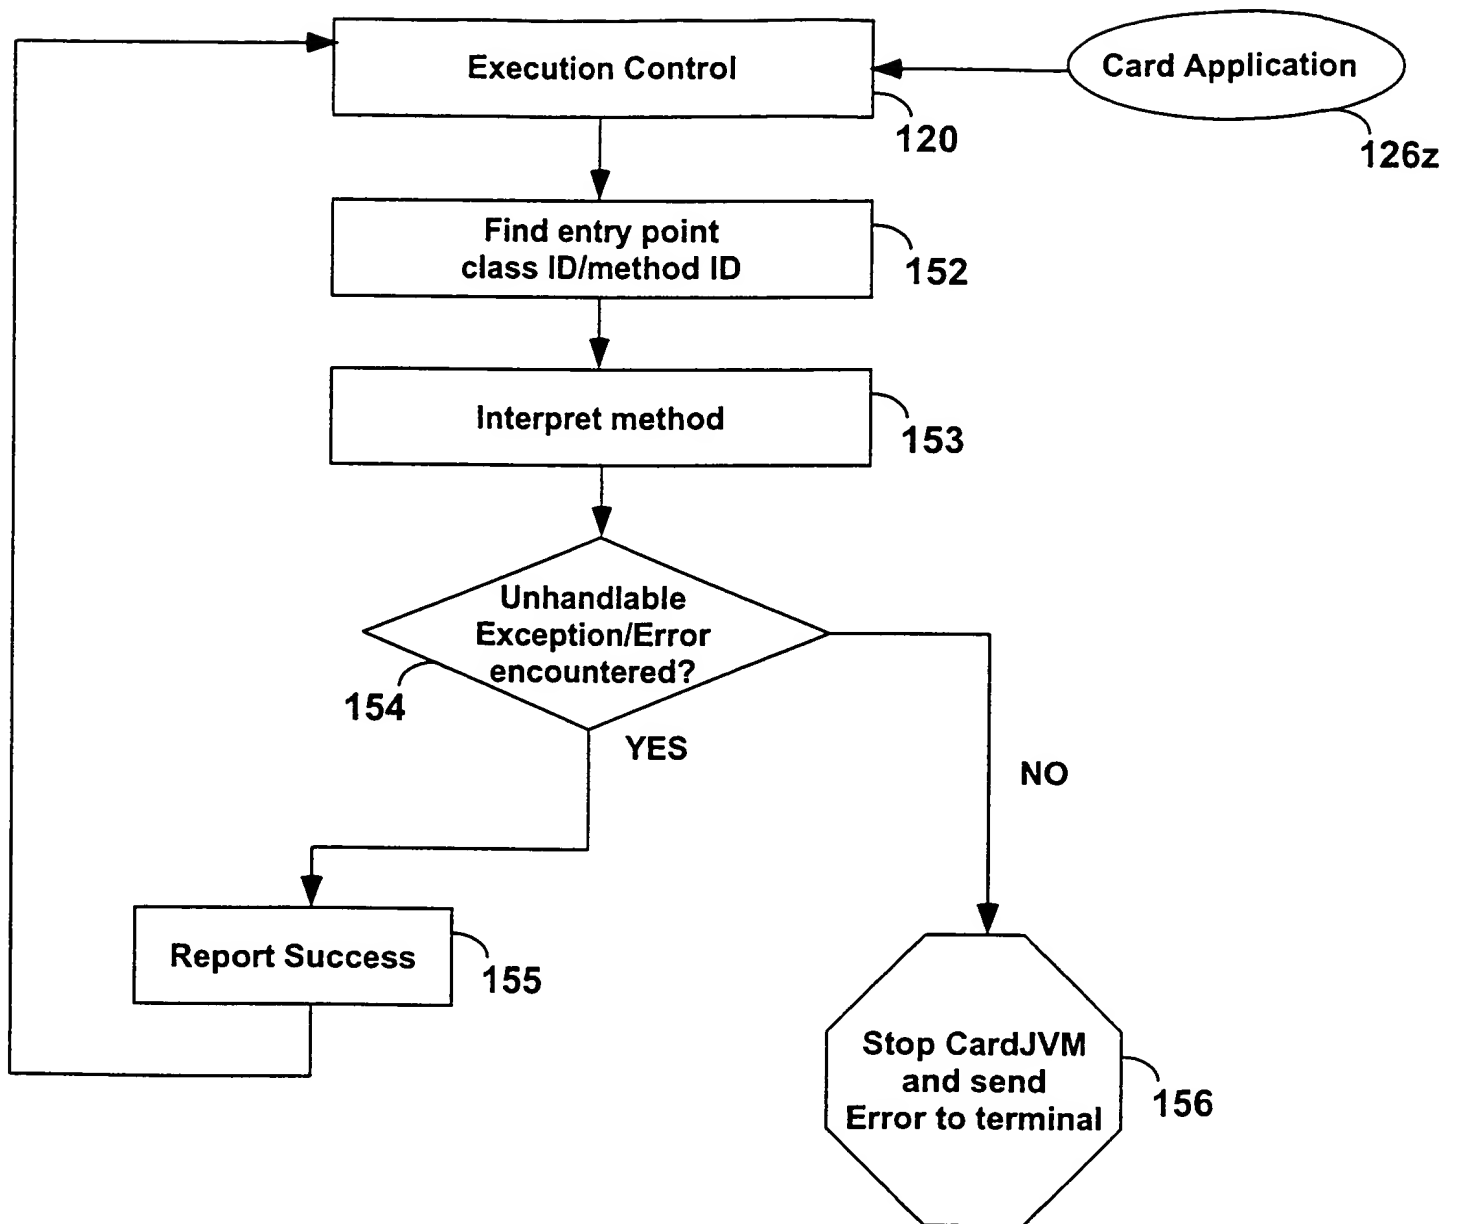 Execution Control
Card Application
120
126z
Find entry point
class ID/method ID
152
Interpret method
153
Unhandlable
Exception/Error
encountered?
154
YES
NO
Report Success
155
Stop CardJVM
and send
Error to terminal
156